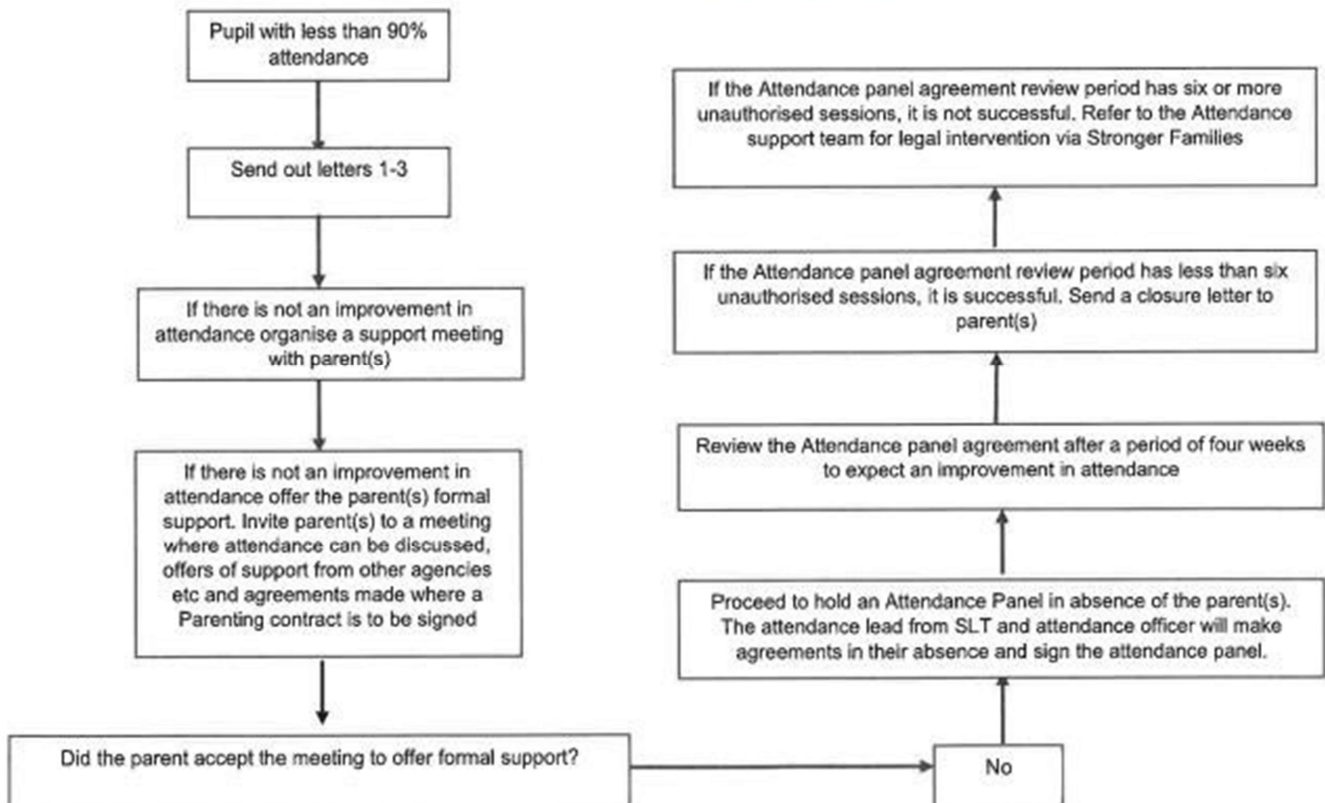 Pupil with less than 90%
attendance
Send out letters 1-3
If there is not an improvement in
attendance organise a support meeting
with parent(s)
If there is not an improvement in
attendance offer the parent(s) formal
support. Invite parent(s) to a meeting
where attendance can be discussed,
offers of support from other agencies
etc and agreements made where a
Parenting contract is to be signed
Did the parent accept the meeting to offer formal support?
No
Proceed to hold an Attendance Panel in absence of the parent(s).
The attendance lead from SLT and attendance officer will make
agreements in their absence and sign the attendance panel.
Review the Attendance panel agreement after a period of four weeks
to expect an improvement in attendance
If the Attendance panel agreement review period has less than six
unauthorised sessions, it is successful. Send a closure letter to
parent(s)
If the Attendance panel agreement review period has six or more
unauthorised sessions, it is not successful. Refer to the Attendance
support team for legal intervention via Stronger Families